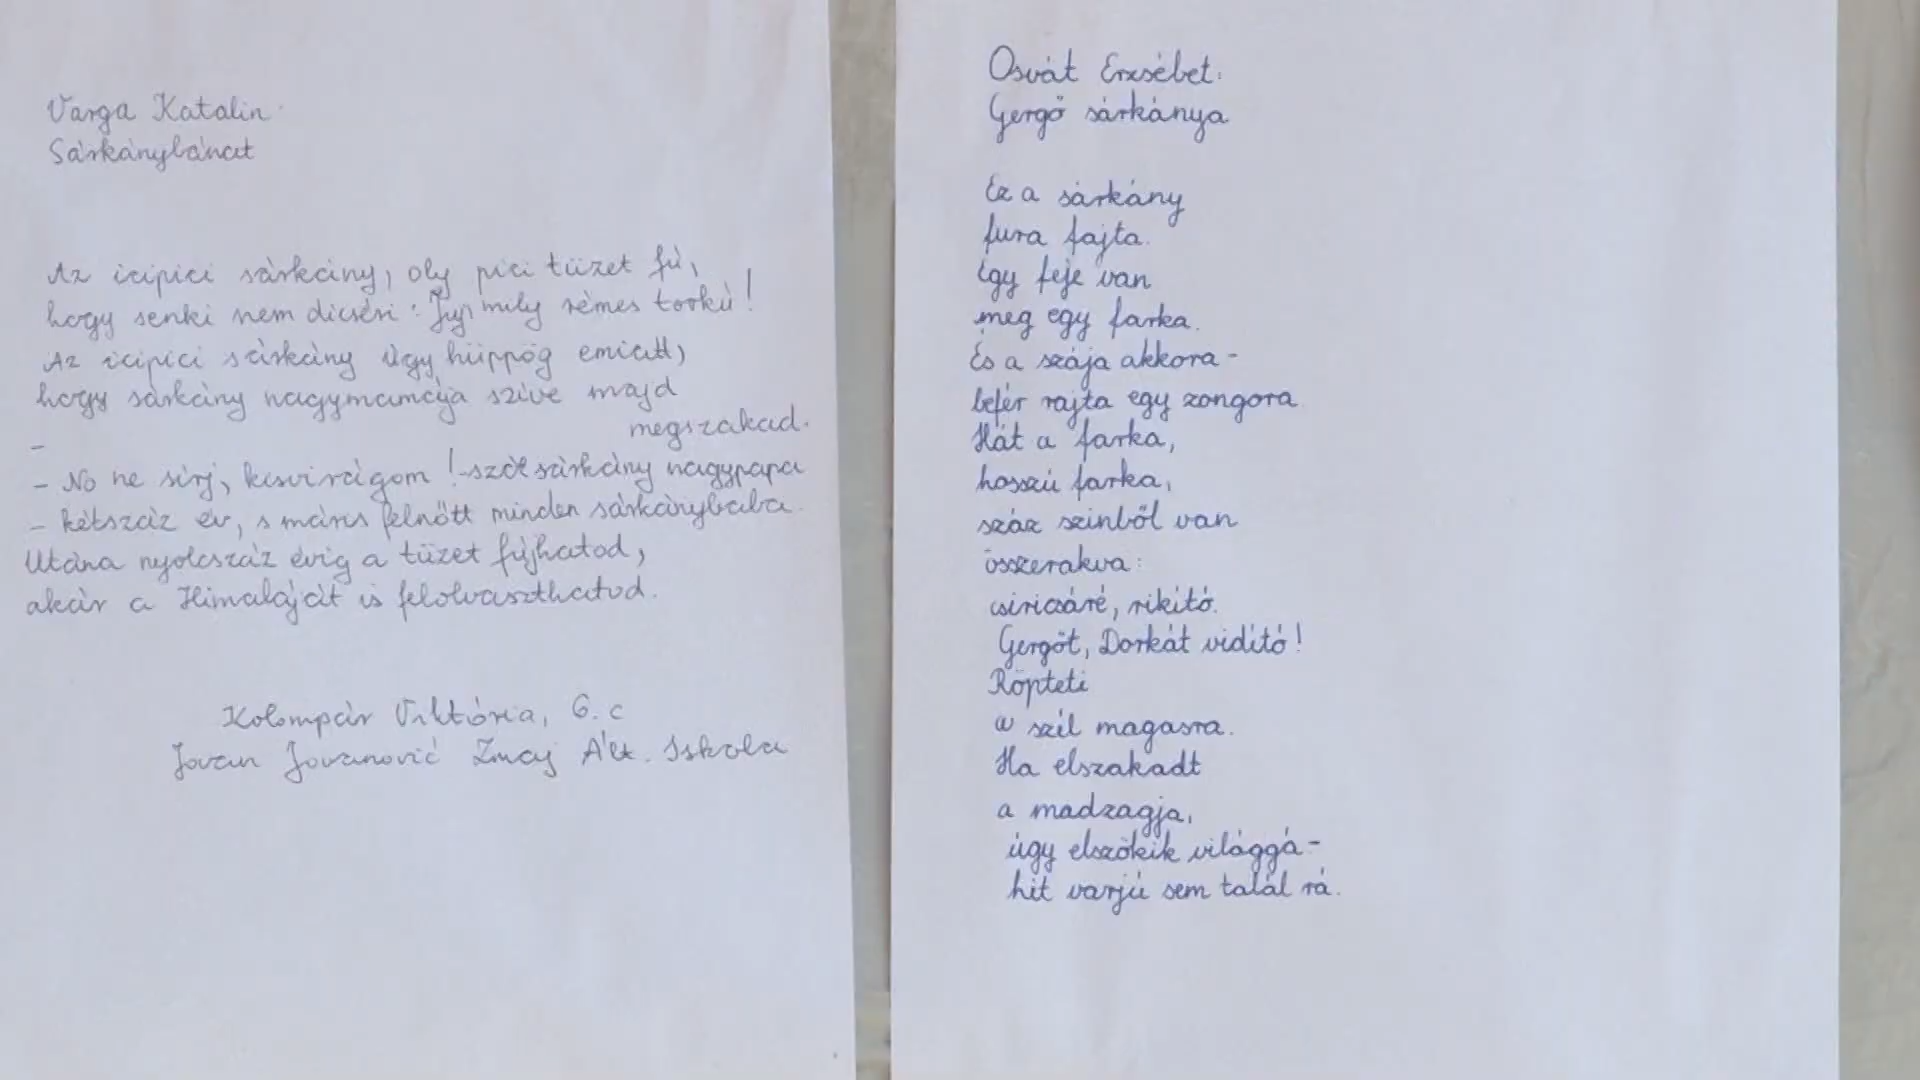 Varga Katalin
Sárkánybánat
Az icipici sárkány, oly pici tüzet fú,
hogy senki nem dicséri: Juj, mily rémes torkú!
Az icipici sárkány úgy hüppög emiatt,
hogy sárkány nagymamája szíve majd
megszakad.
-
- No ne sírj, kisvirágom! - szól sárkány nagypapa
- kétszáz év, s máris felnőtt minden sárkánybaba.
Utána nyolcszáz évig a tüzet fújhatod,
akár a Himaláját is felolvaszthatod.
Kolompár Viktória, 6. c
Jovan Jovanović Zmaj Ált. Iskola
Osvát Erzsébet:
Gergő sárkánya
Ez a sárkány
fura fajta.
Egy feje van
meg egy farka.
És a szája akkora -
befér rajta egy zongora.
Hát a farka,
hosszú farka,
száz színből van
összerakva:
csiricsáré, rikító.
Gergőt, Dorkát vidító!
Röpteti
a szél magasra.
Ha elszakadt
a madzagja,
úgy elszökik világgá -
hét varjú sem talál rá.